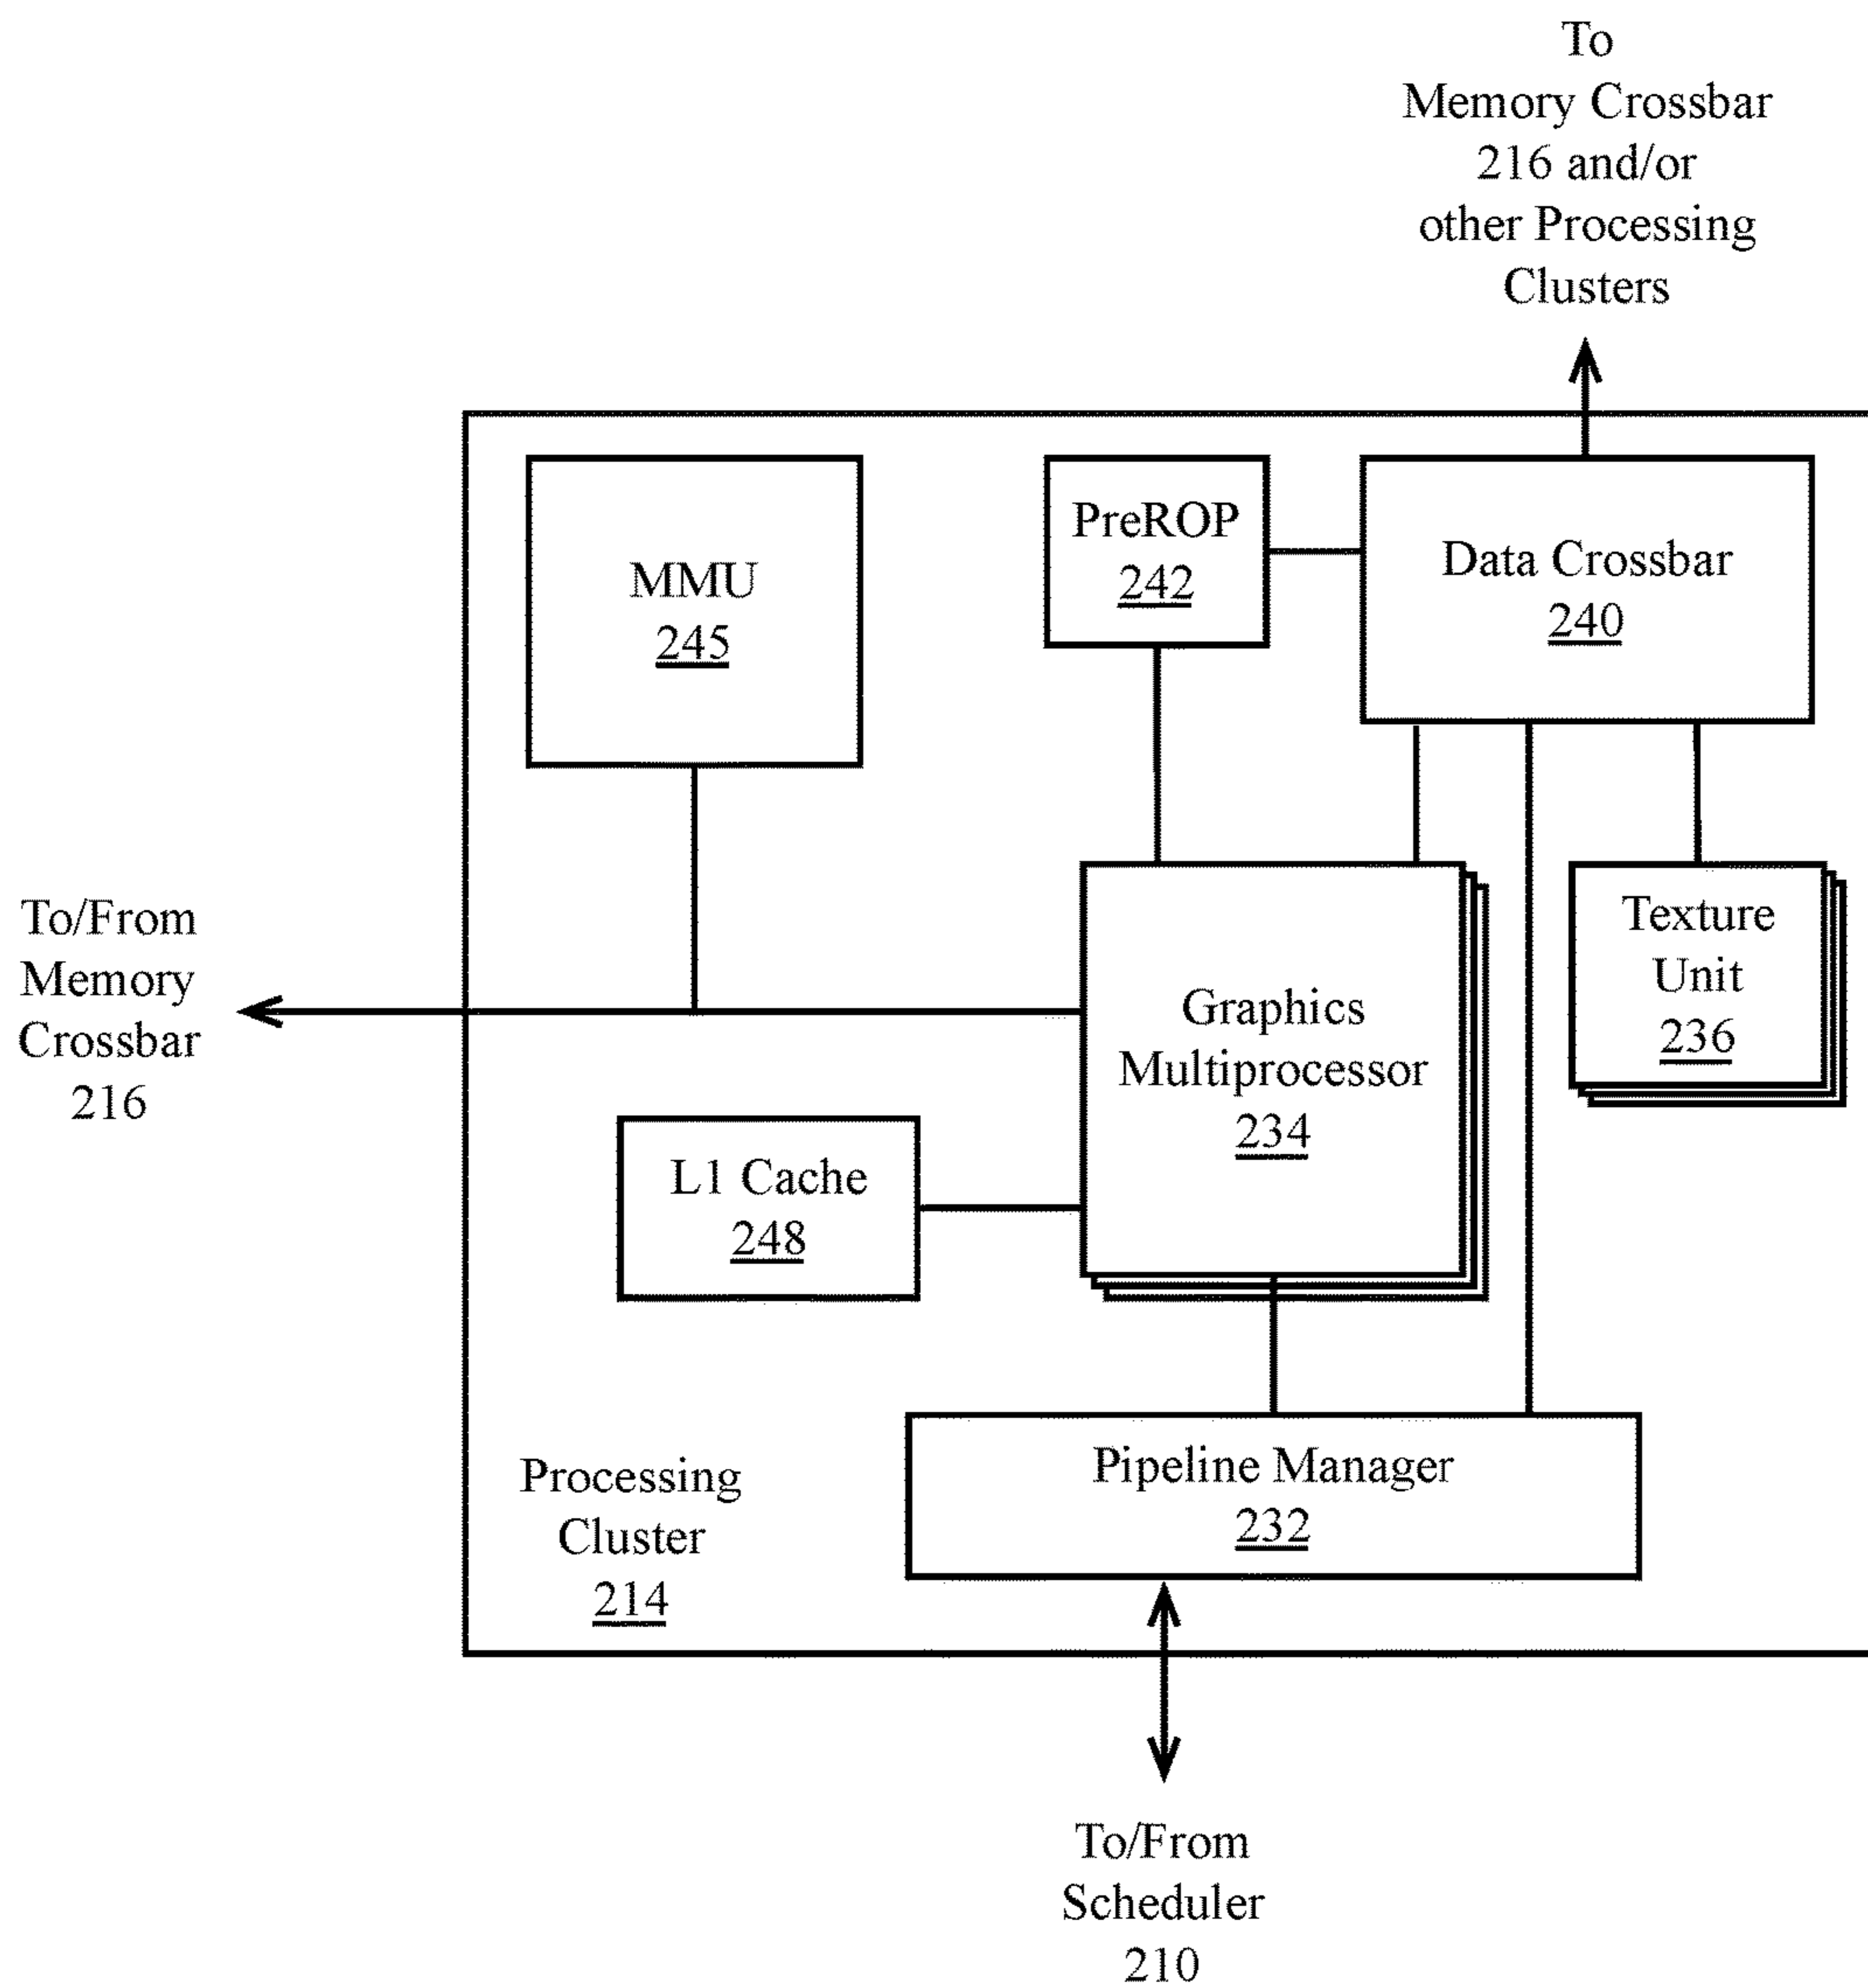 To
Memory Crossbar
216 and/or
other Processing
Clusters
MMU
245
PreROP
242
Data Crossbar
240
To/From
Memory
Crossbar
216
Graphics
Multiprocessor
234
Texture
Unit
236
L1 Cache
248
Pipeline Manager
232
Processing
Cluster
214
To/From
Scheduler
210